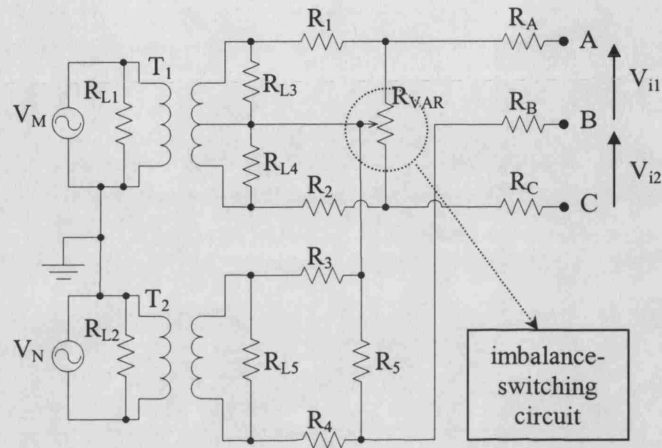 R1
RA
A
T1
RL1
RL3
RVAR
Vi1
VM
RB
B
RL4
Vi2
R2
RC
C
R3
T2
VN
RL2
RL5
R5
imbalance-
switching
circuit
R4